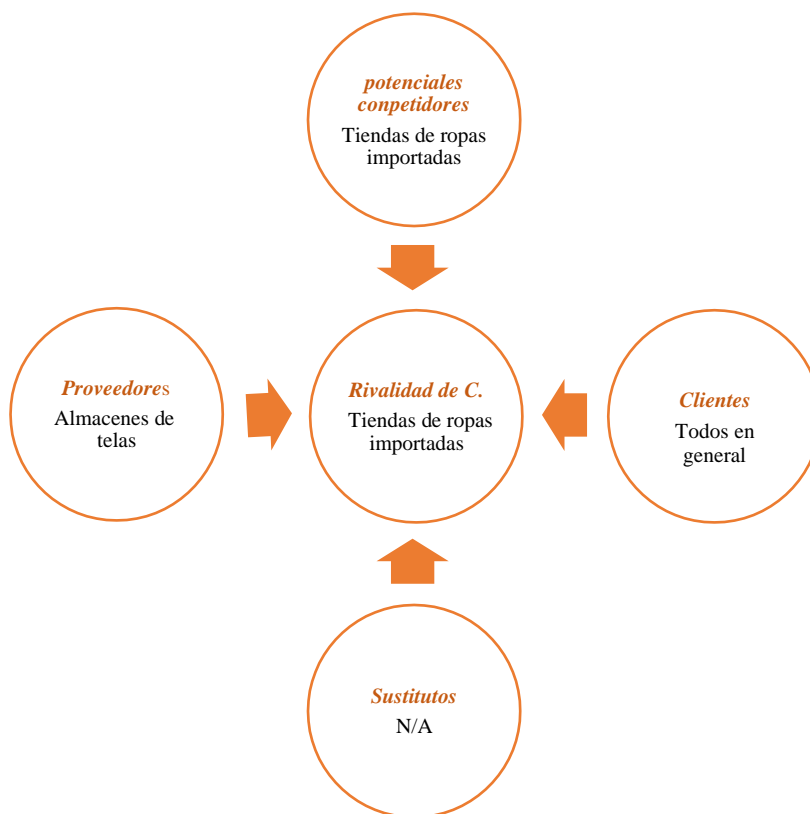 potenciales
conpetidores
Tiendas de ropas
importadas
Proveedores
Almacenes de
telas
Rivalidad de C.
Tiendas de ropas
importadas
Clientes
Todos en
general
Sustitutos
N/A